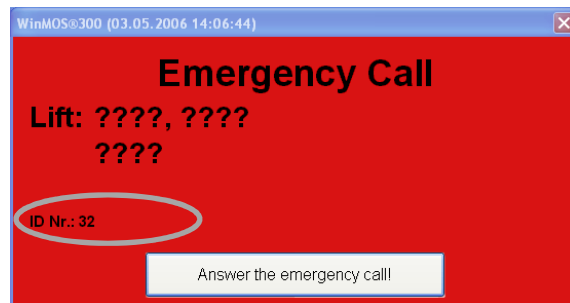 WinMOS®300 (03.05.2006 14:06:44)
Emergency Call
Lift: ????, ????
????
ID Nr.: 32
Answer the emergency call!